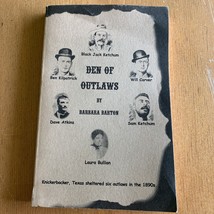 Black Jack Ketchum
Ben Kilpatrick
Will Carver
DEN OF
OUTLAWS
BY
BARBARA BARTON
Dave Atkins
Sam Ketchum
Laura Bullion
Knickerbocker, Texas sheltered six outlaws in the 1890s.